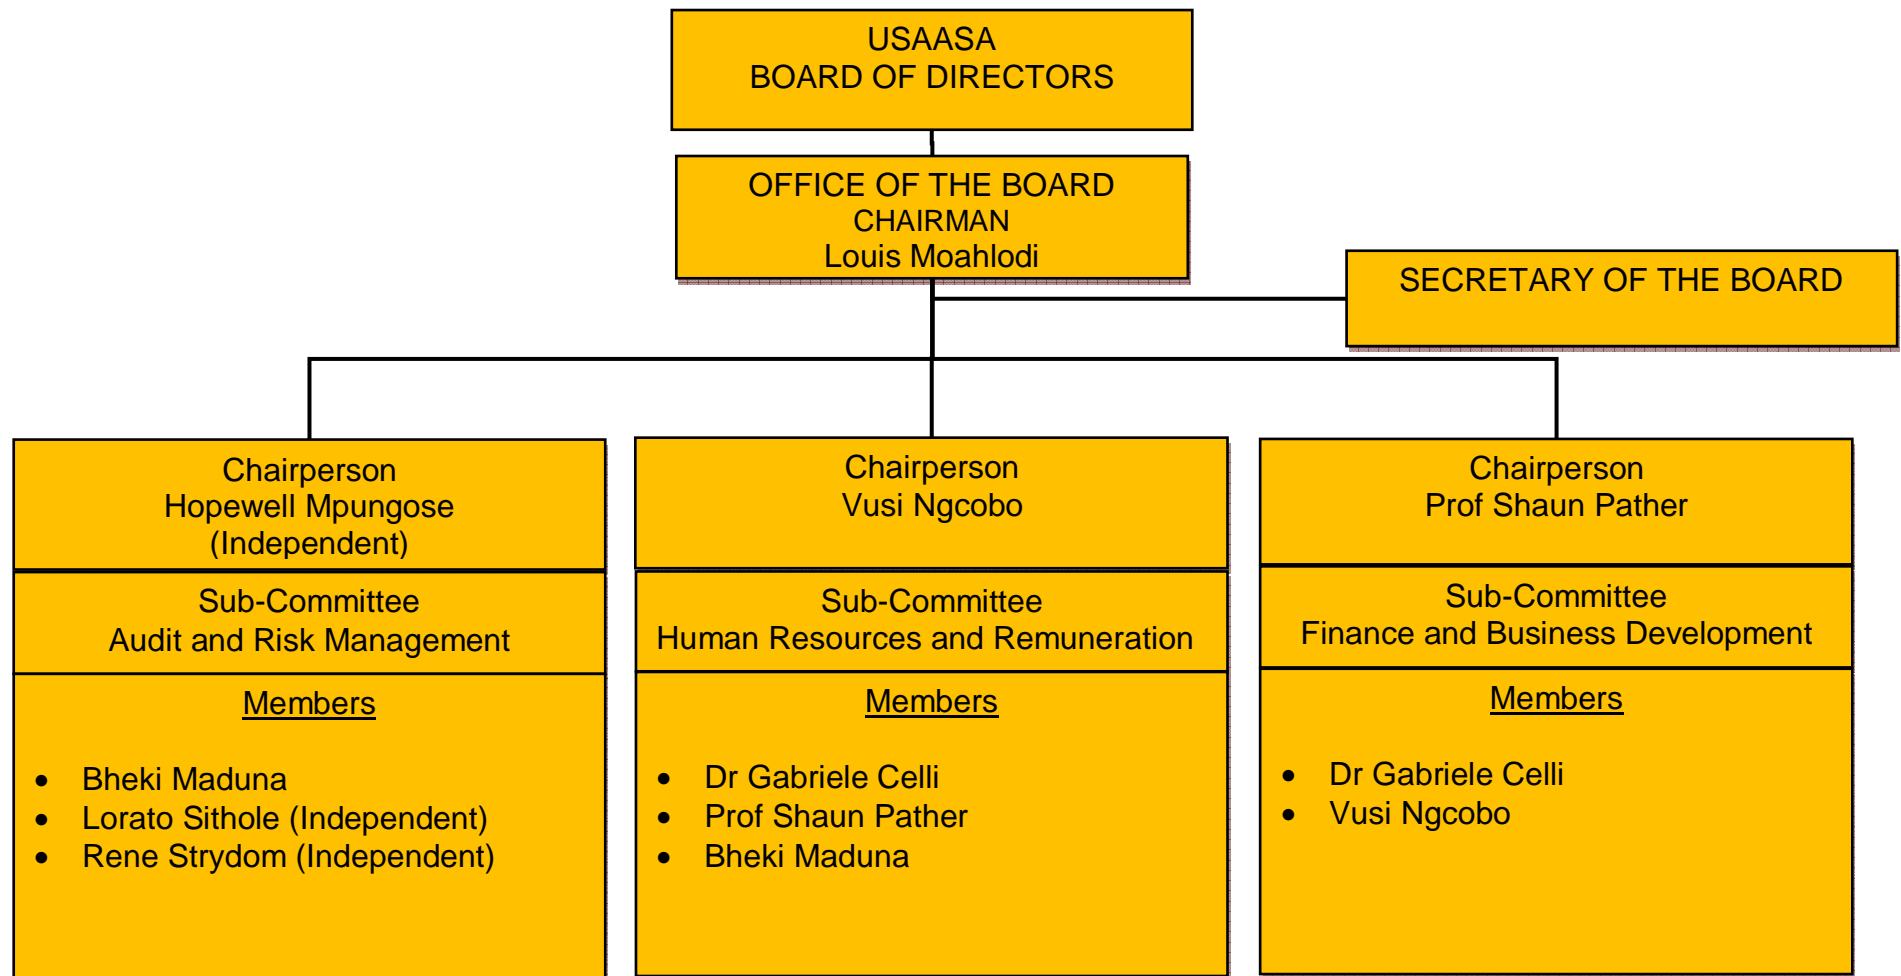 USAASA
BOARD OF DIRECTORS
OFFICE OF THE BOARD
CHAIRMAN
Louis Moahlodi
SECRETARY OF THE BOARD
Chairperson
Hopewell Mpungose
(Independent)
Sub-Committee
Audit and Risk Management
Members
• Bheki Maduna
• Lorato Sithole (Independent)
• Rene Strydom (Independent)
Chairperson
Vusi Ngcobo
Sub-Committee
Human Resources and Remuneration
Members
• Dr Gabriele Celli
• Prof Shaun Pather
• Bheki Maduna
Chairperson
Prof Shaun Pather
Sub-Committee
Finance and Business Development
Members
• Dr Gabriele Celli
• Vusi Ngcobo